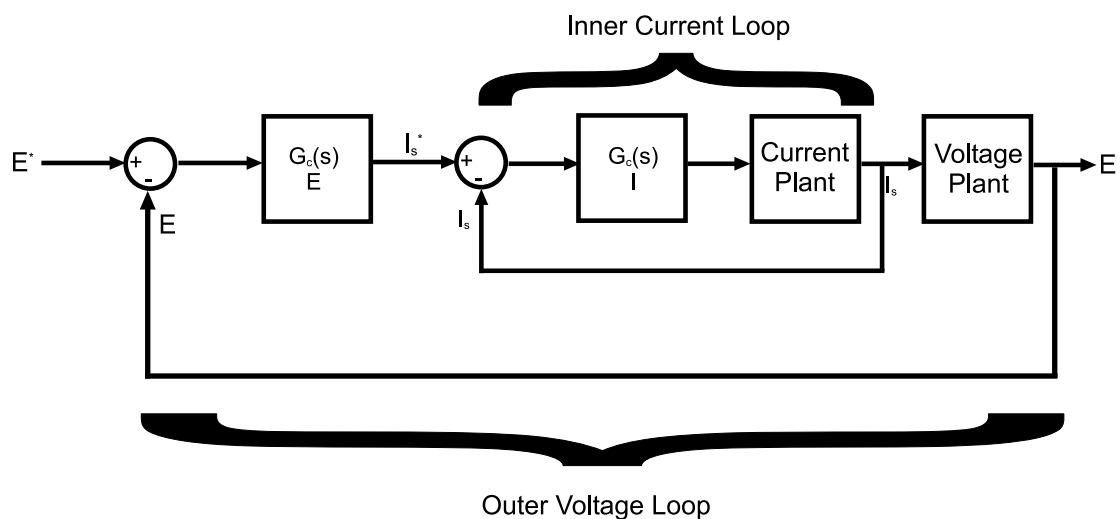 Inner Current Loop
E*
+
-
E
Gc(s)
E
Is*
+
-
Is
Gc(s)
I
Current
Plant
Is
Voltage
Plant
E
Outer Voltage Loop